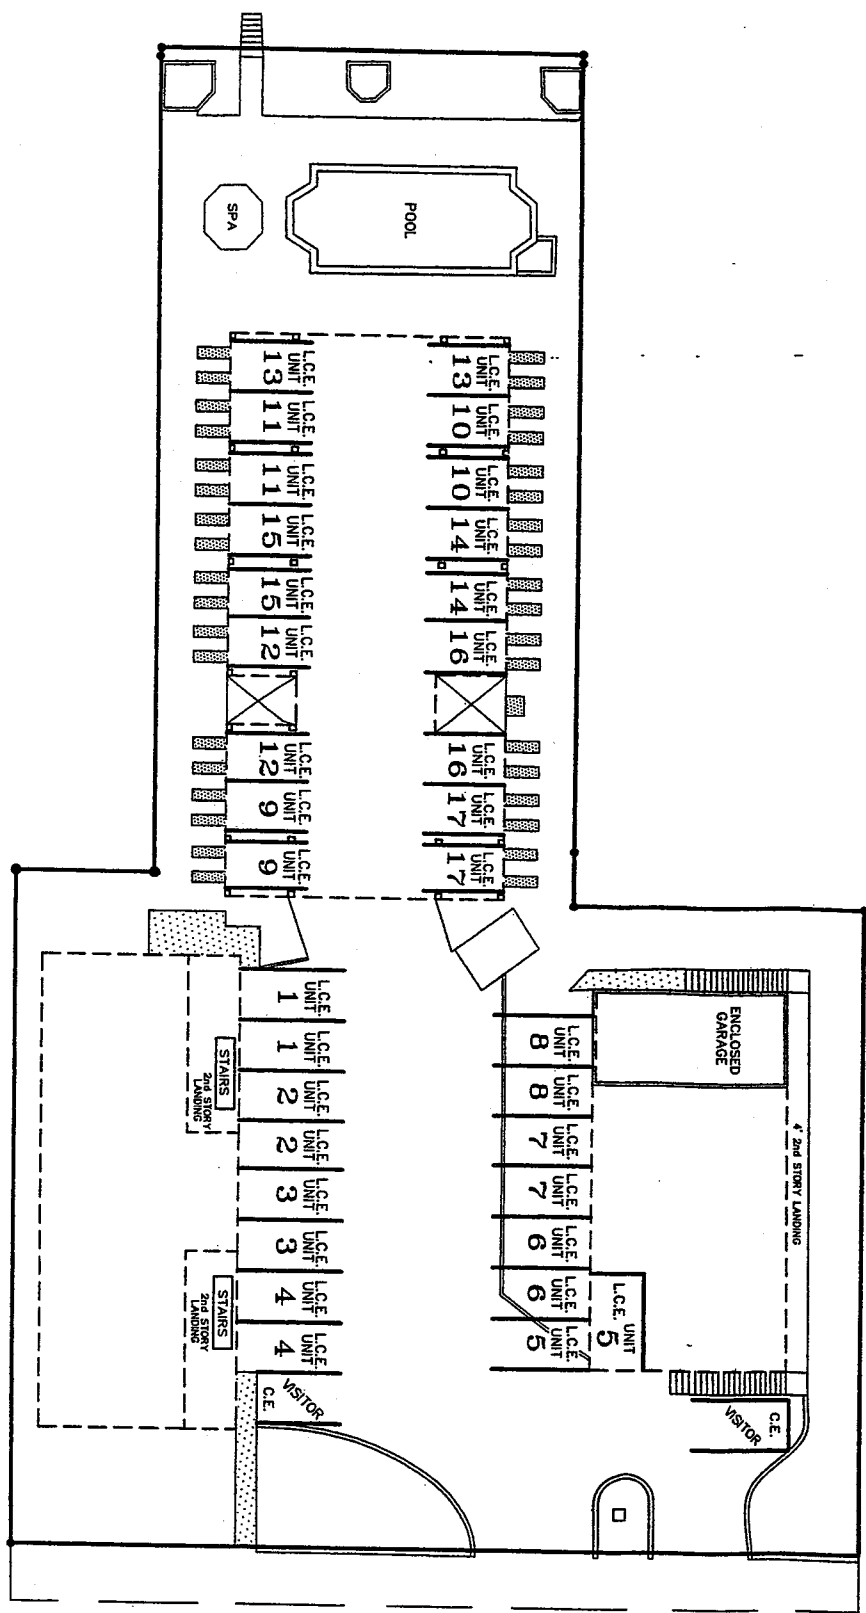 SPA
POOL
L.C.E.
UNIT
13
L.C.E.
UNIT
13
L.C.E.
UNIT
11
L.C.E.
UNIT
10
L.C.E.
UNIT
11
L.C.E.
UNIT
10
L.C.E.
UNIT
15
L.C.E.
UNIT
14
L.C.E.
UNIT
15
L.C.E.
UNIT
14
L.C.E.
UNIT
12
L.C.E.
UNIT
16
L.C.E.
UNIT
12
L.C.E.
UNIT
16
L.C.E.
UNIT
9
L.C.E.
UNIT
17
L.C.E.
UNIT
9
L.C.E.
UNIT
17
L.C.E.
UNIT
1
L.C.E.
UNIT
1
L.C.E.
UNIT
2
L.C.E.
UNIT
2
L.C.E.
UNIT
3
L.C.E.
UNIT
3
L.C.E.
UNIT
4
L.C.E.
UNIT
4
VISITOR
C.E.
STAIRS
2nd STORY
LANDING
STAIRS
2nd STORY
LANDING
ENCLOSED
GARAGE
4' 2nd STORY LANDING
L.C.E.
UNIT
8
L.C.E.
UNIT
8
L.C.E.
UNIT
7
L.C.E.
UNIT
7
L.C.E.
UNIT
6
L.C.E.
UNIT
6
L.C.E.
UNIT
5
L.C.E. UNIT
5
C.E.
VISITOR